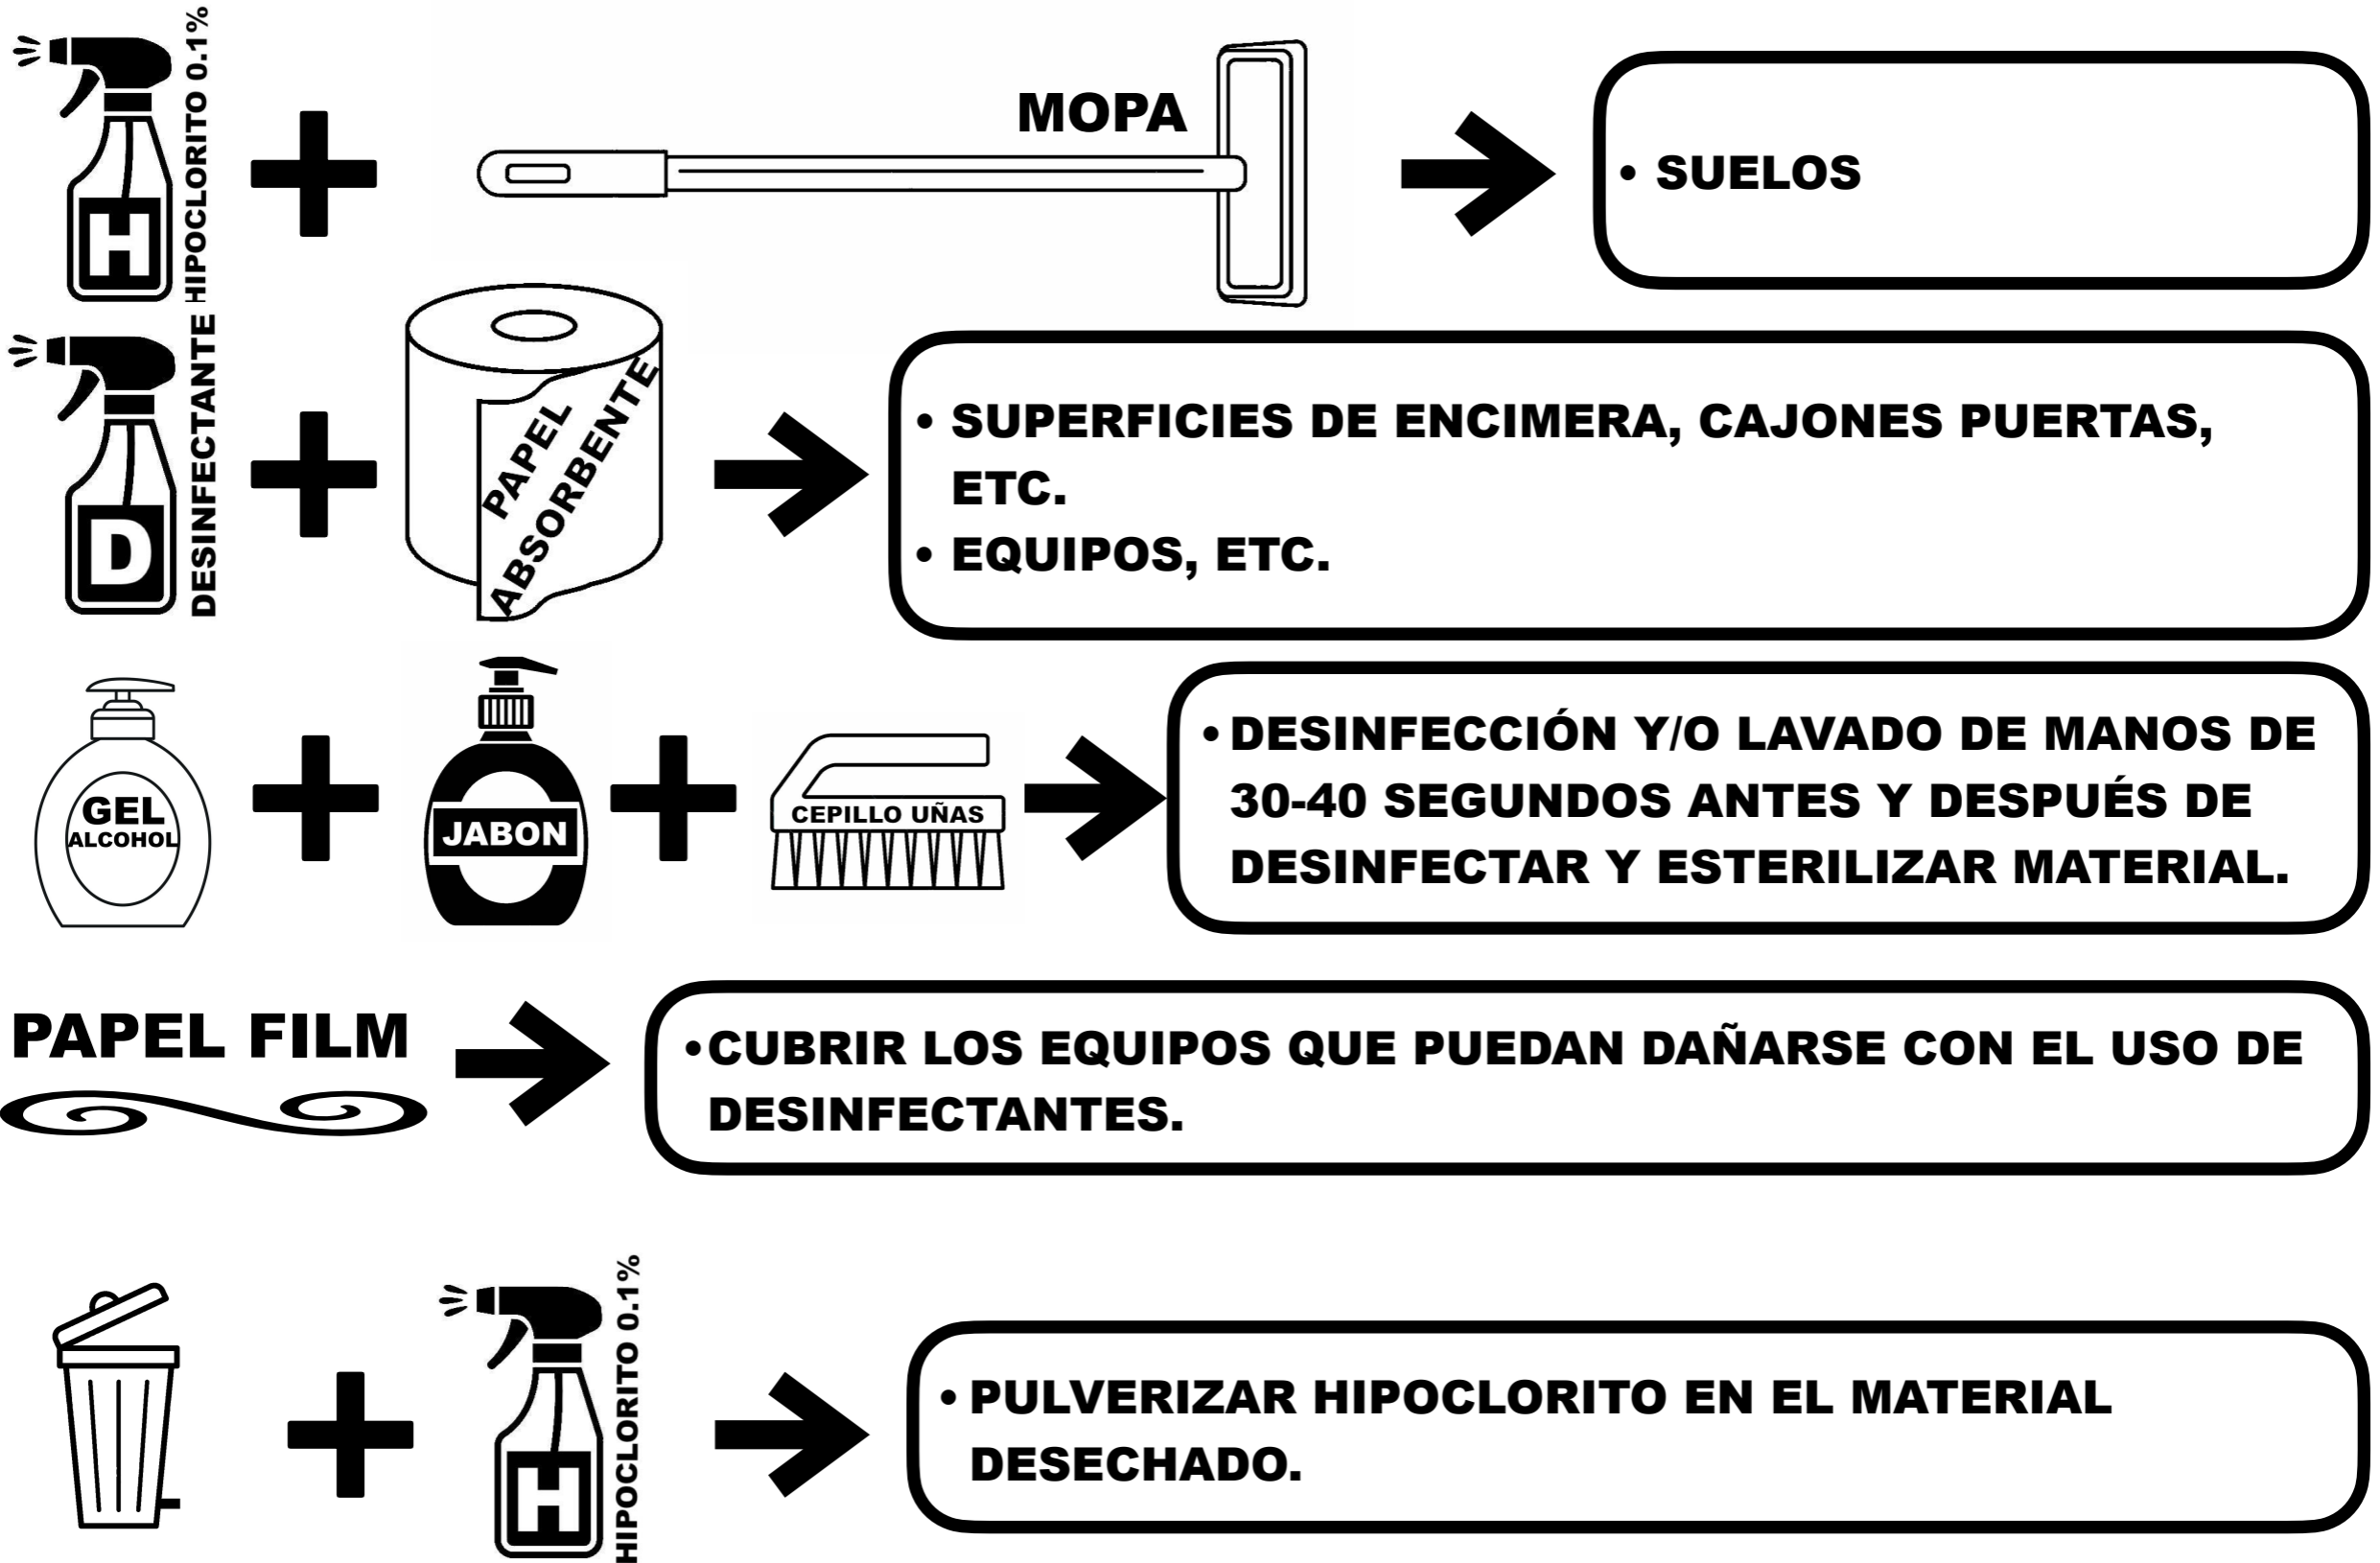 HIPOCLORITO 0.1%
H
MOPA
• SUELOS
DESINFECTANTE
D
PAPEL
ABSORBENTE
• SUPERFICIES DE ENCIMERA, CAJONES PUERTAS,
ETC.
• EQUIPOS, ETC.
GEL
ALCOHOL
JABON
CEPILLO UÑAS
• DESINFECCIÓN Y/O LAVADO DE MANOS DE
30-40 SEGUNDOS ANTES Y DESPUÉS DE
DESINFECTAR Y ESTERILIZAR MATERIAL.
PAPEL FILM
• CUBRIR LOS EQUIPOS QUE PUEDAN DAÑARSE CON EL USO DE
DESINFECTANTES.
HIPOCLORITO 0.1%
H
• PULVERIZAR HIPOCLORITO EN EL MATERIAL
DESECHADO.